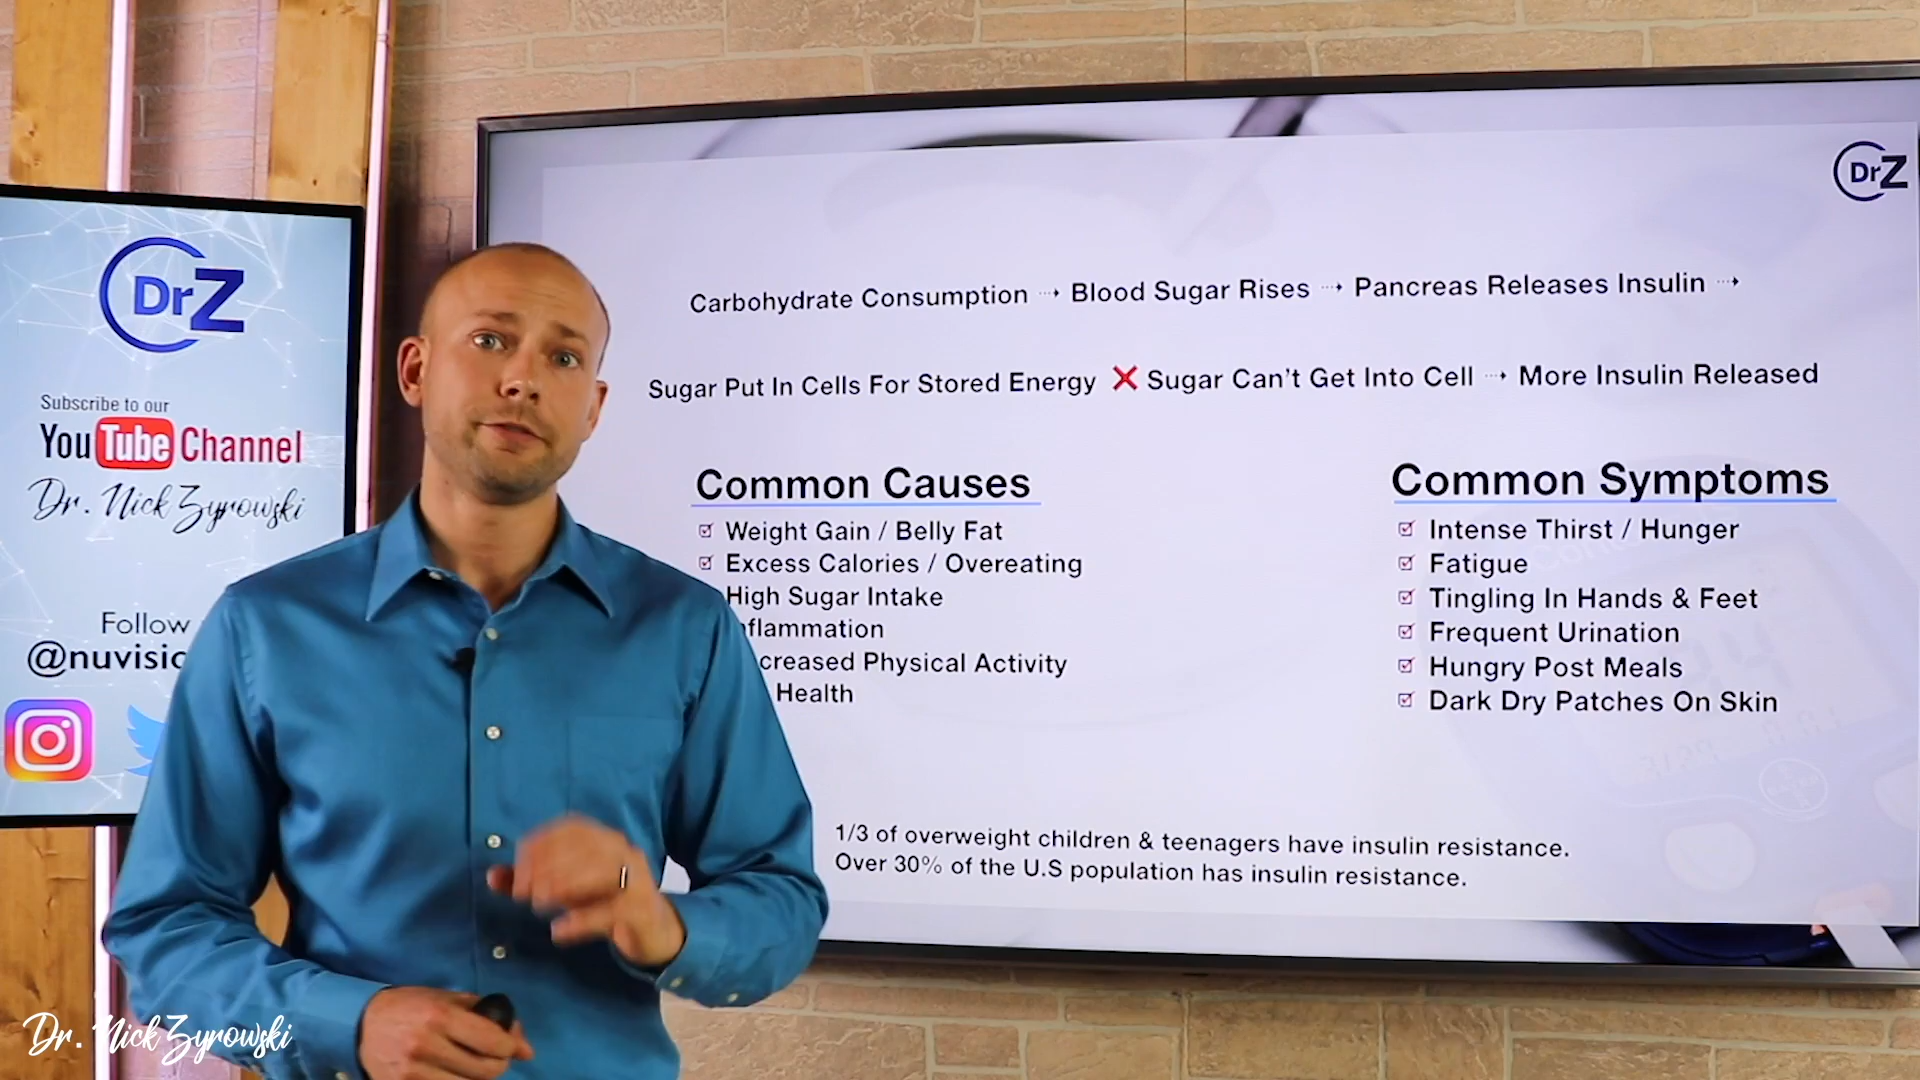 DrZ
Subscribe to our
YouTube Channel
Dr. Nick Zyrowski
Follow
@nuvisio
DrZ
Carbohydrate Consumption ⇢ Blood Sugar Rises ⇢ Pancreas Releases Insulin ⇢
Sugar Put In Cells For Stored Energy ❌ Sugar Can't Get Into Cell ⇢ More Insulin Released
Common Causes
Weight Gain / Belly Fat
Excess Calories / Overeating
High Sugar Intake
nflammation
creased Physical Activity
Health
Common Symptoms
Intense Thirst / Hunger
Fatigue
Tingling In Hands & Feet
Frequent Urination
Hungry Post Meals
Dark Dry Patches On Skin
1/3 of overweight children & teenagers have insulin resistance.
Over 30% of the U.S population has insulin resistance.
Dr. Nick Zyrowski